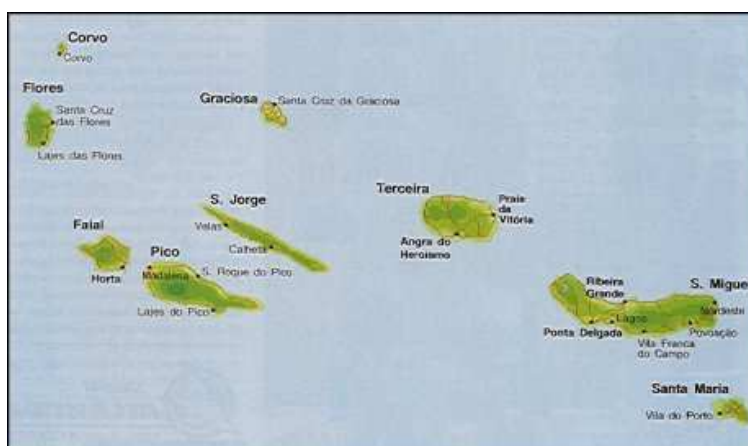 Corvo
Corvo
Flores
Santa Cruz
das Flores
Lajes das Flores
Graciosa
Santa Cruz da Graciosa
S. Jorge
Velas
Calheta
Terceira
Praia
da
Vitória
Angra do
Heroismo
Faial
Horta
Pico
Madalena
S. Roque do Pico
Lajes do Pico
Ribeira
Grande
S. Migue
Nordeste
Lagoa
Ponta Delgada
Povoação
Vila Franca
do Campo
Santa Maria
Vila do Porto